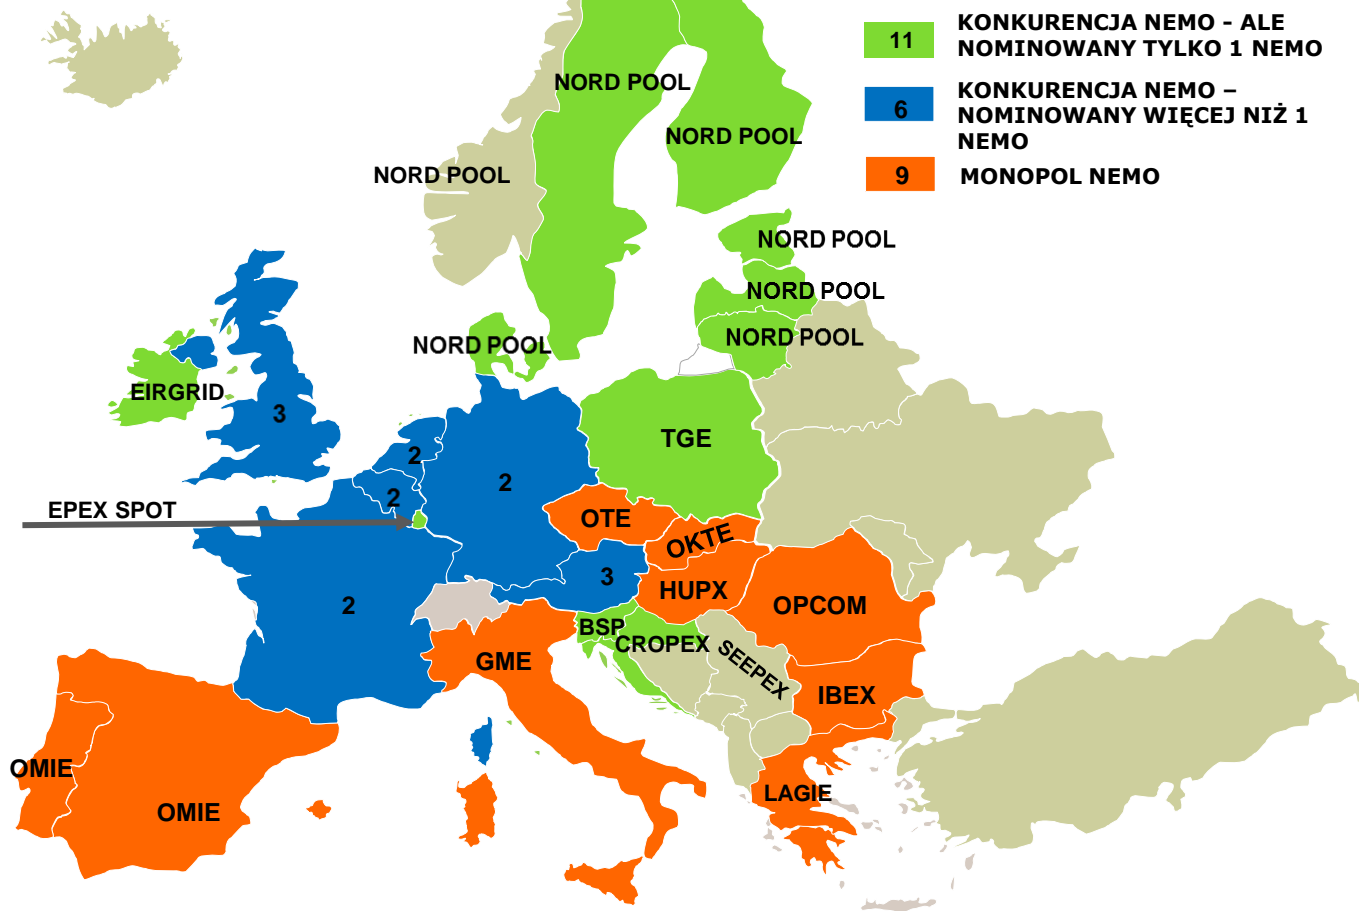 11
KONKURENCJA NEMO - ALE
NOMINOWANY TYLKO 1 NEMO
6
KONKURENCJA NEMO –
NOMINOWANY WIĘCEJ NIŻ 1
NEMO
9
MONOPOL NEMO
NORD POOL
NORD POOL
NORD POOL
NORD POOL
NORD POOL
NORD POOL
NORD POOL
EIRGRID
3
TGE
2
2
2
EPEX SPOT
OTE
OKTE
3
HUPX
2
OPCOM
BSP
CROPEX
SEEPEX
GME
IBEX
OMIE
LAGIE
OMIE